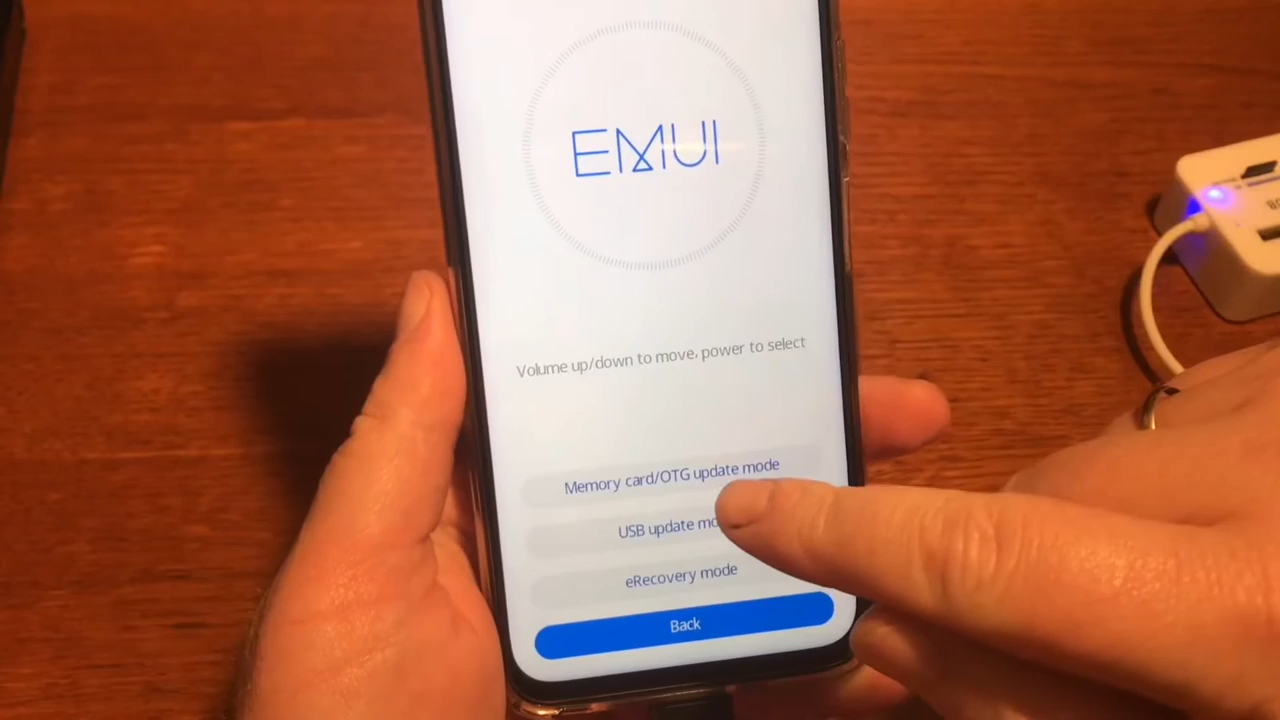 EMUI
Volume up/down to move, power to select
Memory card/OTG update mode
USB update
eRecovery mode
Back